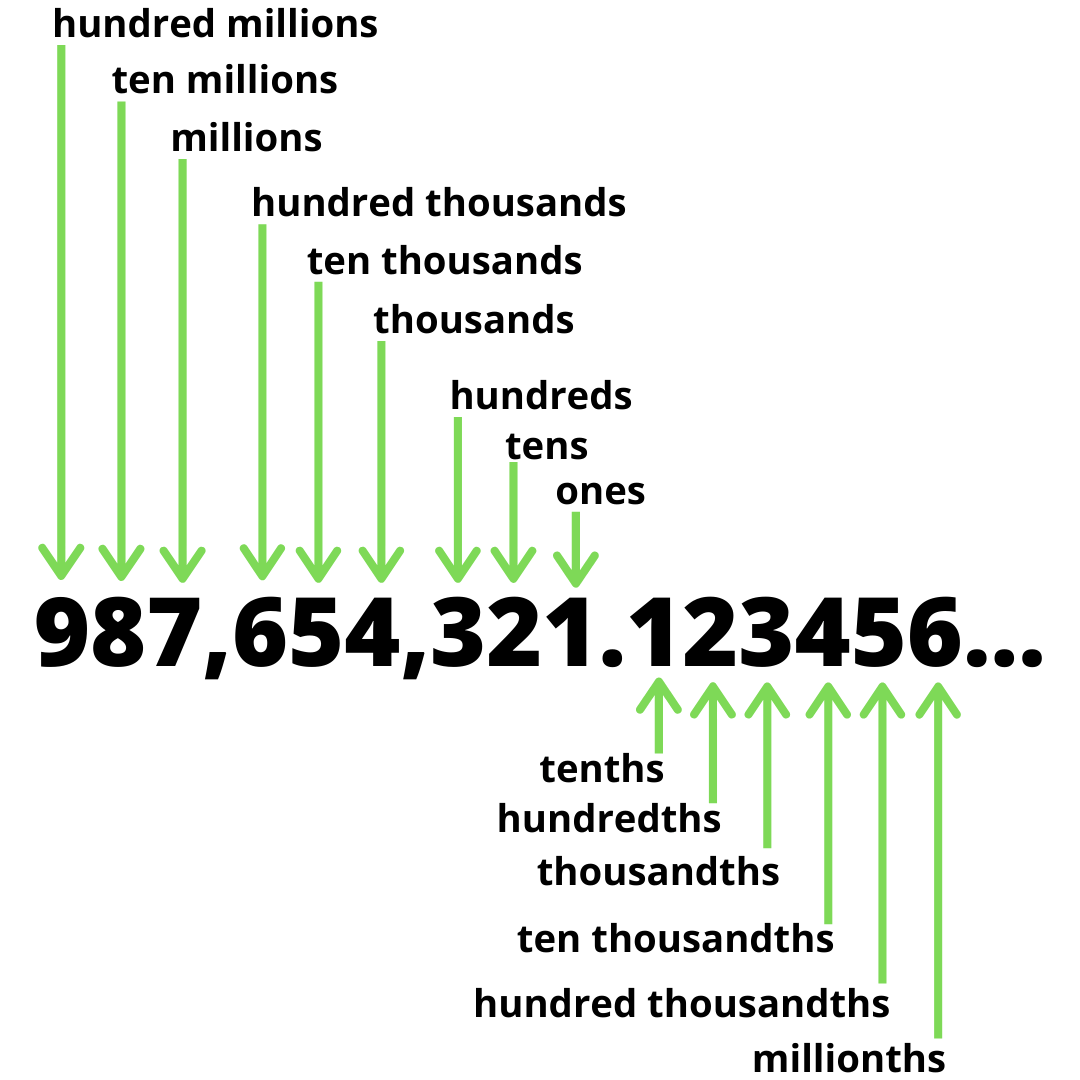 hundred millions
ten millions
millions
hundred thousands
ten thousands
thousands
hundreds
tens
ones
987,654,321.123456...
tenths
hundredths
thousandths
ten thousandths
hundred thousandths
millionths